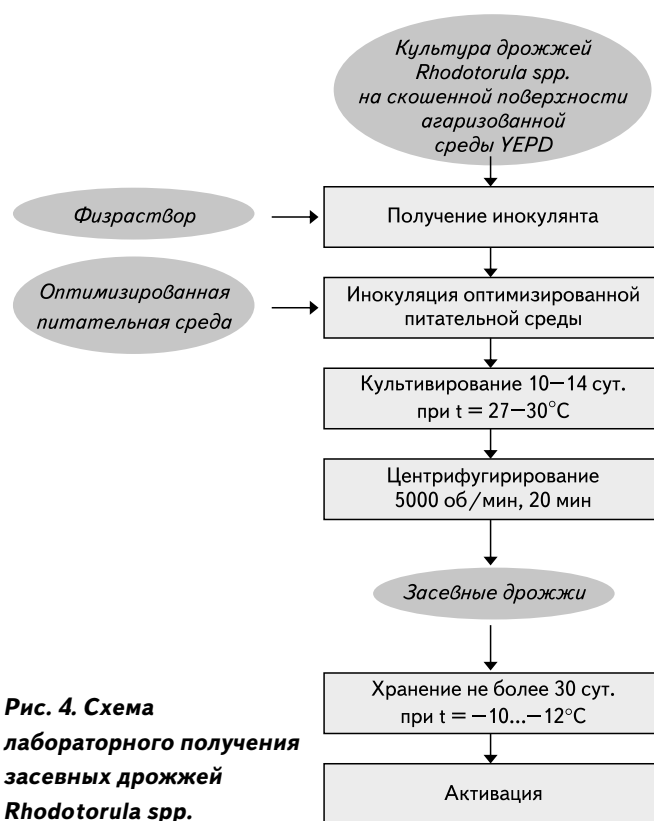 Культура дрожжей
Rhodotorula spp.
на скошенной поверхности
агаризованной
среды YEPD
Физраствор
Получение инокулянта
Оптимизированная
питательная среда
Инокуляция оптимизированной
питательной среды
Культивирование 10−14 сут.
при t = 27−30°C
Центрифугирирование
5000 об/мин, 20 мин
Засевные дрожжи
Хранение не более 30 сут.
при t = −10...−12°C
Активация
Рис. 4. Схема
лабораторного получения
засевных дрожжей
Rhodotorula spp.